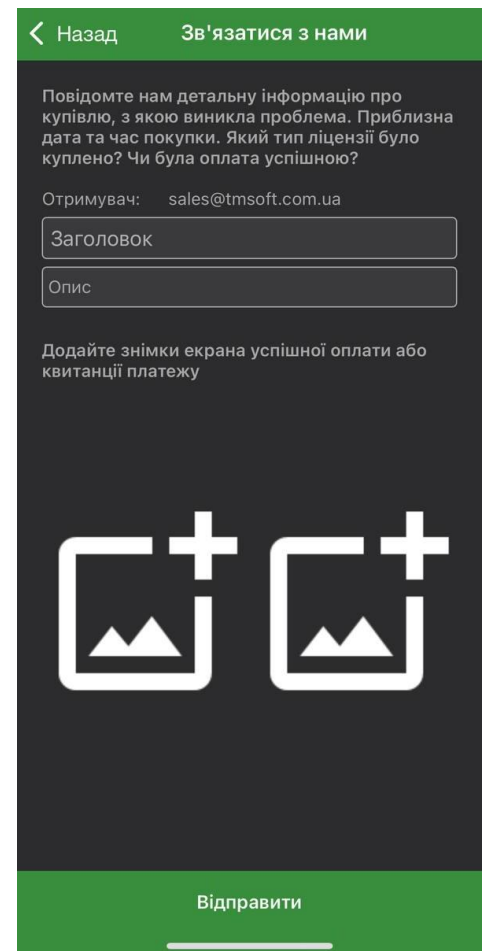 Назад Зв'язатися з нами
Повідомте нам детальну інформацію про
купівлю, з якою виникла проблема. Приблизна
дата та час покупки. Який тип ліцензії було
куплено? Чи була оплата успішною?
Отримувач: sales@tmsoft.com.ua
Заголовок
Опис
Додайте знімки екрана успішної оплати або
квитанції платежу
Відправити